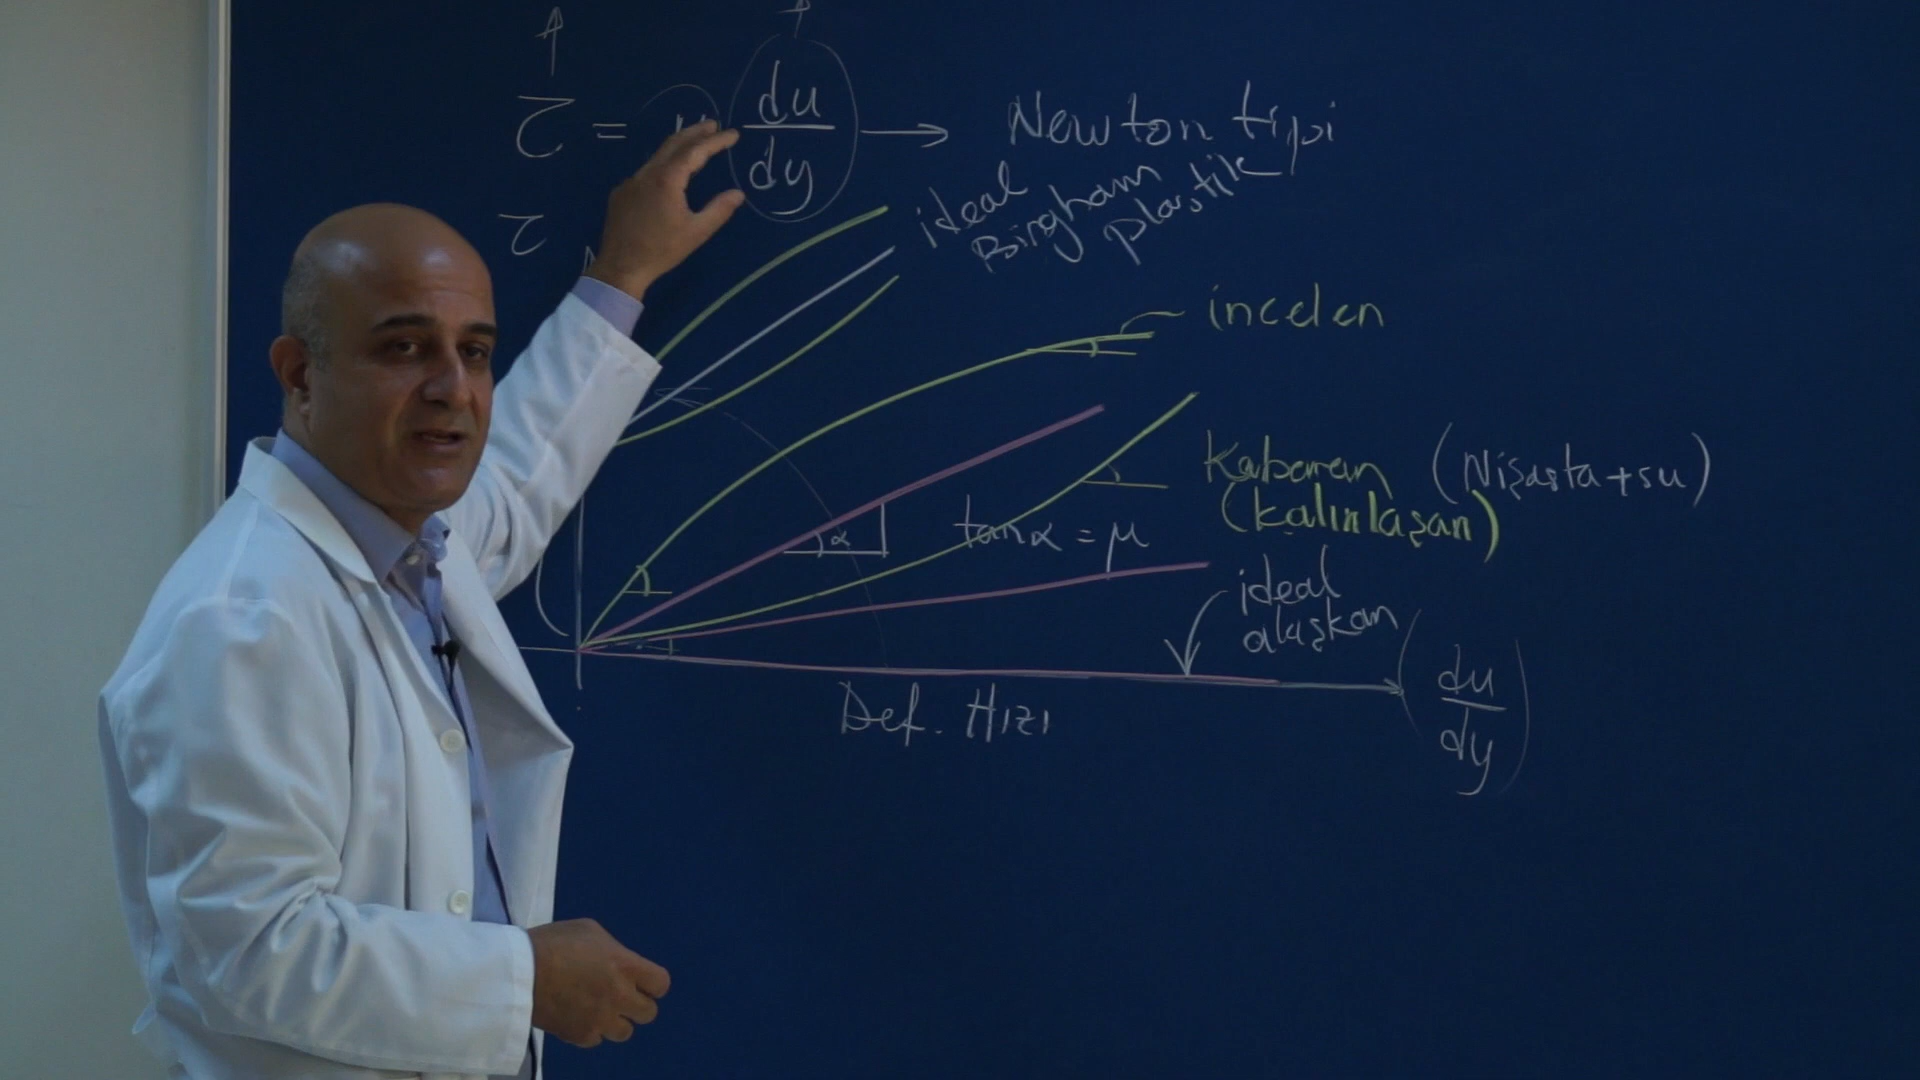 τ = μ du/dy → Newton tipi
τ
ideal
Bingham
plastik
incelen
Kabaran (Nişasta+su)
(kalınlaşan)
α
tanα = μ
ideal
akışkan
Def. Hızı
(du/dy)